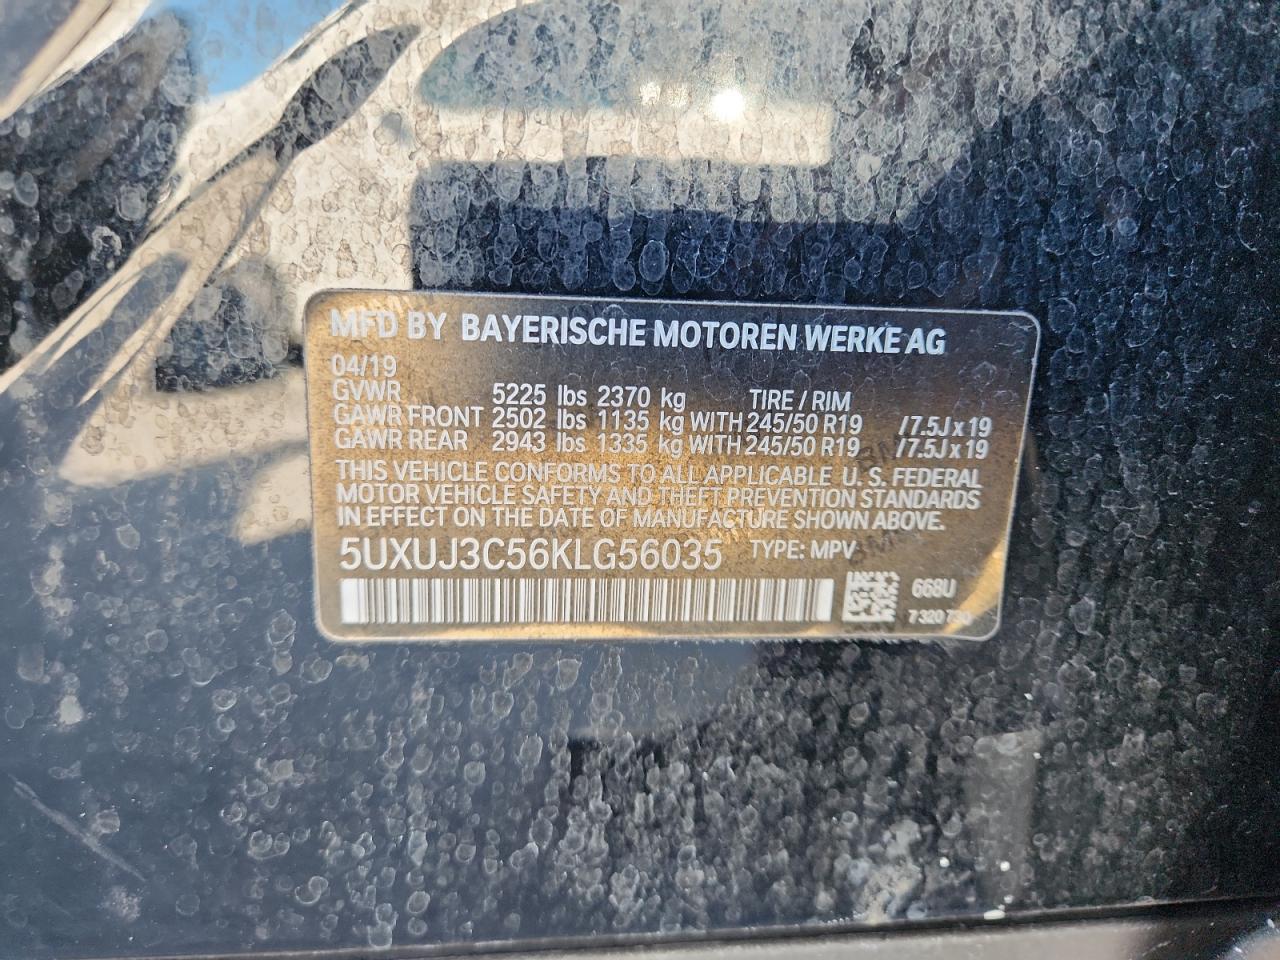 MFD BY BAYERISCHE MOTOREN WERKE AG
04/19
GVWR 5225 lbs 2370 kg TIRE / RIM
GAWR FRONT 2502 lbs 1135 kg WITH 245/50 R19 /7.5J x 19
GAWR REAR 2943 lbs 1335 kg WITH 245/50 R19 /7.5J x 19
THIS VEHICLE CONFORMS TO ALL APPLICABLE U. S. FEDERAL
MOTOR VEHICLE SAFETY AND THEFT PREVENTION STANDARDS
IN EFFECT ON THE DATE OF MANUFACTURE SHOWN ABOVE.
5UXUJ3C56KLG56035 TYPE: MPV
668U
7 320